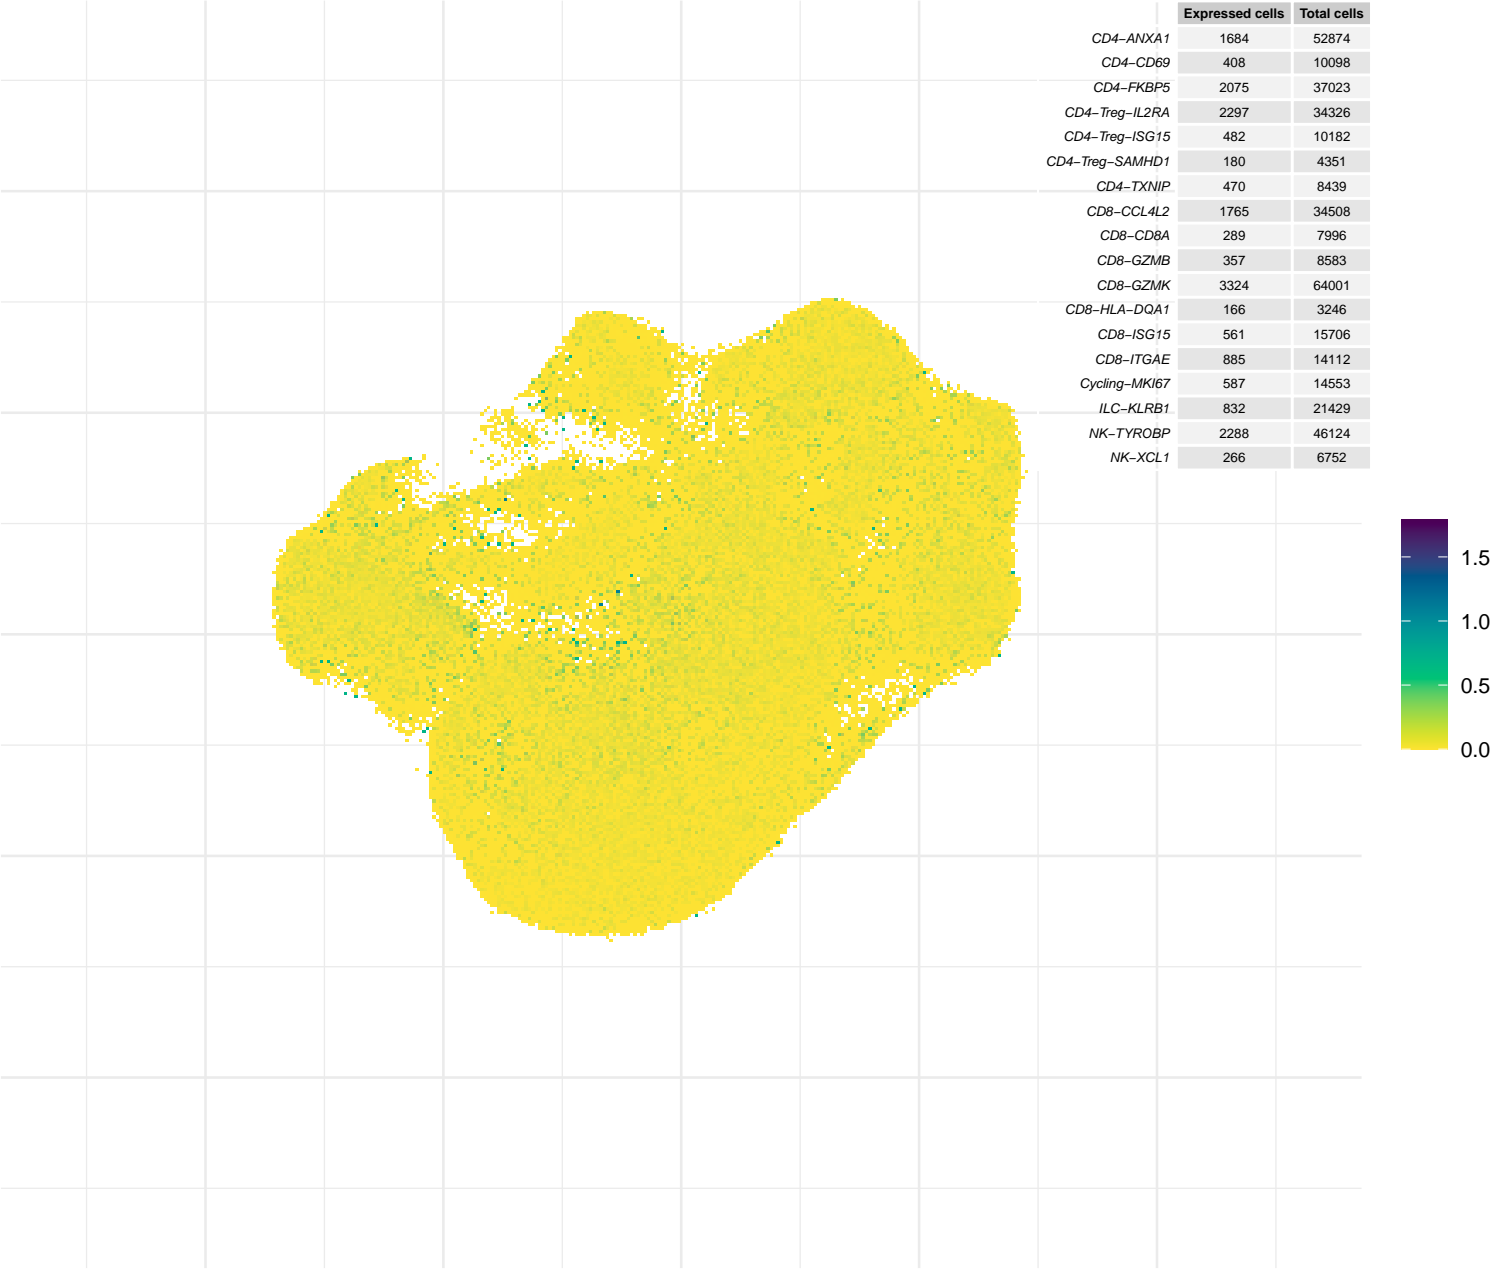 Expressed cells Total cells
CD4−ANXA1 1684 52874
CD4−CD69 408 10098
CD4−FKBP5 2075 37023
CD4−Treg−IL2RA 2297 34326
CD4−Treg−ISG15 482 10182
CD4−Treg−SAMHD1 180 4351
CD4−TXNIP 470 8439
CD8−CCL4L2 1765 34508
CD8−CD8A 289 7996
CD8−GZMB 357 8583
CD8−GZMK 3324 64001
CD8−HLA−DQA1 166 3246
CD8−ISG15 561 15706
CD8−ITGAE 885 14112
Cycling−MKI67 587 14553
ILC−KLRB1 832 21429
NK−TYROBP 2288 46124
NK−XCL1 266 6752
1.5
1.0
0.5
0.0